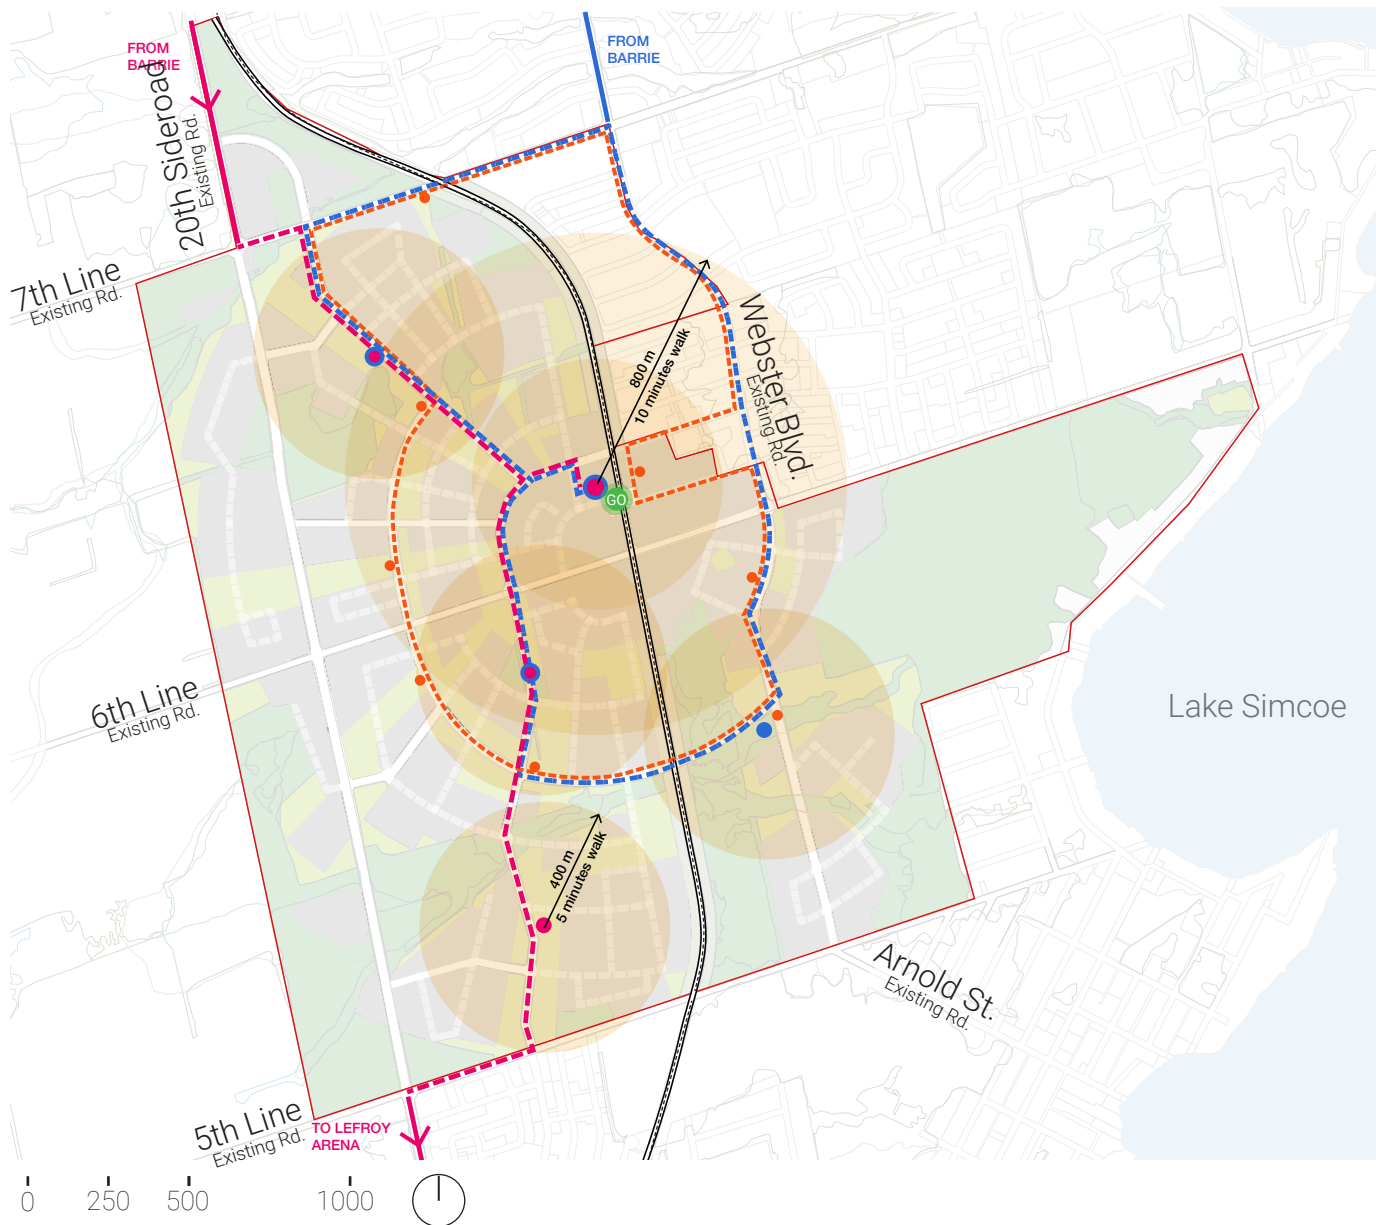 FROM
BARRIE
FROM
BARRIE
20th Sideroad
Existing Rd.
7th Line
Existing Rd.
Webster Blvd.
Existing Rd.
800 m
10 minutes walk
GO
6th Line
Existing Rd.
Lake Simcoe
400 m
5 minutes walk
Arnold St.
Existing Rd.
5th Line
Existing Rd.
TO LEFROY
ARENA
0 250 500 1000